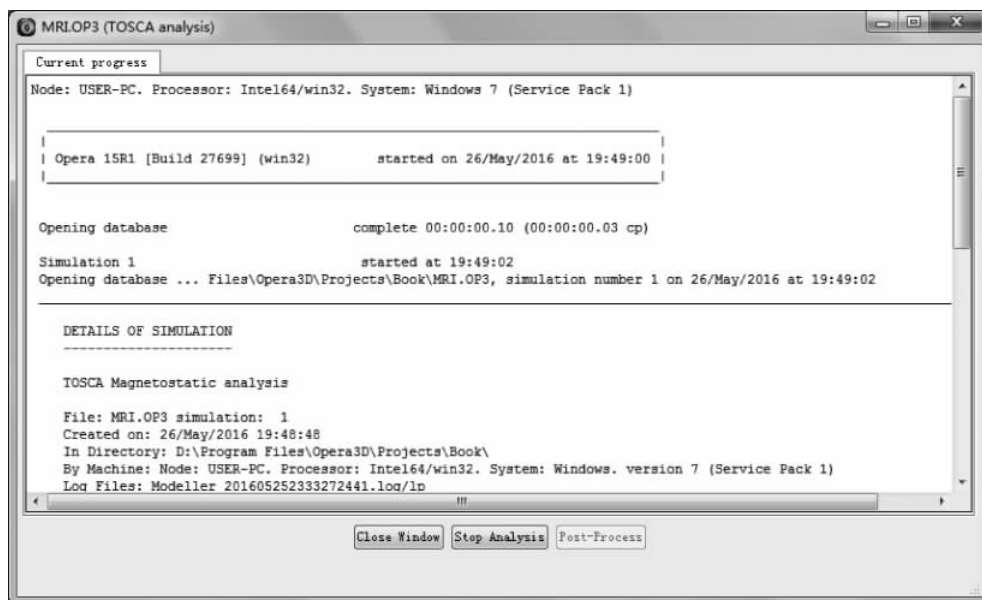 MRI.OP3 (TOSCA analysis)
Current progress
Node: USER-PC. Processor: Intel64/win32. System: Windows 7 (Service Pack 1)
Opera 15R1 [Build 27699] (win32) started on 26/May/2016 at 19:49:00
Opening database complete 00:00:00.10 (00:00:00.03 cp)
Simulation 1 started at 19:49:02
Opening database ... Files\Opera3D\Projects\Book\MRI.OP3, simulation number 1 on 26/May/2016 at 19:49:02
DETAILS OF SIMULATION
TOSCA Magnetostatic analysis
File: MRI.OP3 simulation: 1
Created on: 26/May/2016 19:48:48
In Directory: D:\Program Files\Opera3D\Projects\Book\
By Machine: Node: USER-PC. Processor: Intel64/win32. System: Windows. version 7 (Service Pack 1)
Log Files: Modeller_201605252333272441.log/lp
Close Window Stop Analysis Post-Process